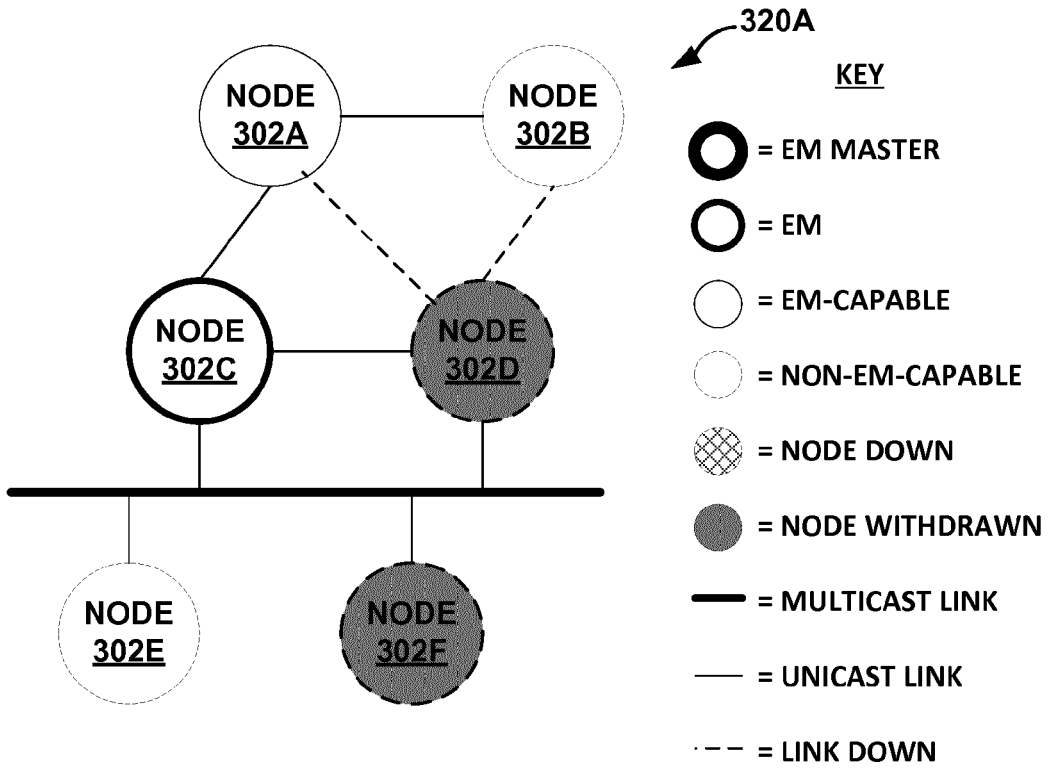 320A
NODE
302A
NODE
302B
NODE
302C
NODE
302D
NODE
302E
NODE
302F
KEY
= EM MASTER
= EM
= EM-CAPABLE
= NON-EM-CAPABLE
= NODE DOWN
= NODE WITHDRAWN
= MULTICAST LINK
= UNICAST LINK
= LINK DOWN